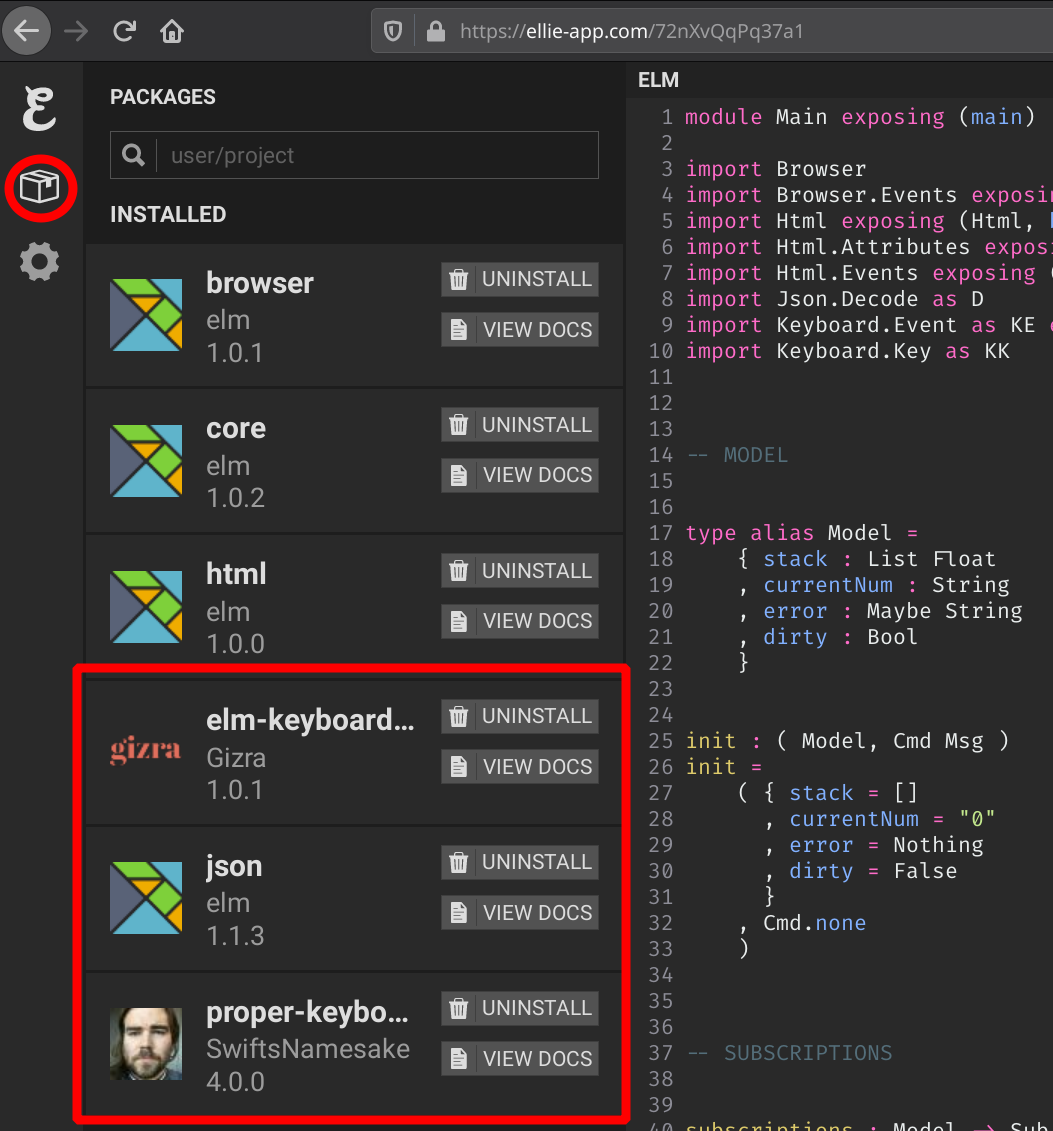 https://ellie-app.com/72nXvQqPq37a1
PACKAGES
user/project
INSTALLED
browser
elm
1.0.1
UNINSTALL
VIEW DOCS
core
elm
1.0.2
UNINSTALL
VIEW DOCS
html
elm
1.0.0
UNINSTALL
VIEW DOCS
gizra
elm-keyboard...
Gizra
1.0.1
UNINSTALL
VIEW DOCS
json
elm
1.1.3
UNINSTALL
VIEW DOCS
proper-keybo...
SwiftsNamesake
4.0.0
UNINSTALL
VIEW DOCS
ELM
1 module Main exposing (main)
2
3 import Browser
4 import Browser.Events exposi
5 import Html exposing (Html,
6 import Html.Attributes expos
7 import Html.Events exposing (
8 import Json.Decode as D
9 import Keyboard.Event as KE e
10 import Keyboard.Key as KK
11
12
13
14 -- MODEL
15
16
17 type alias Model =
18 { stack : List Float
19 , currentNum : String
20 , error : Maybe String
21 , dirty : Bool
22 }
23
24
25 init : ( Model, Cmd Msg )
26 init =
27 ( { stack = []
28 , currentNum = "0"
29 , error = Nothing
30 , dirty = False
31 }
32 , Cmd.none
33 )
34
35
36
37 -- SUBSCRIPTIONS
38
39
40 subscriptions : Model → Sub